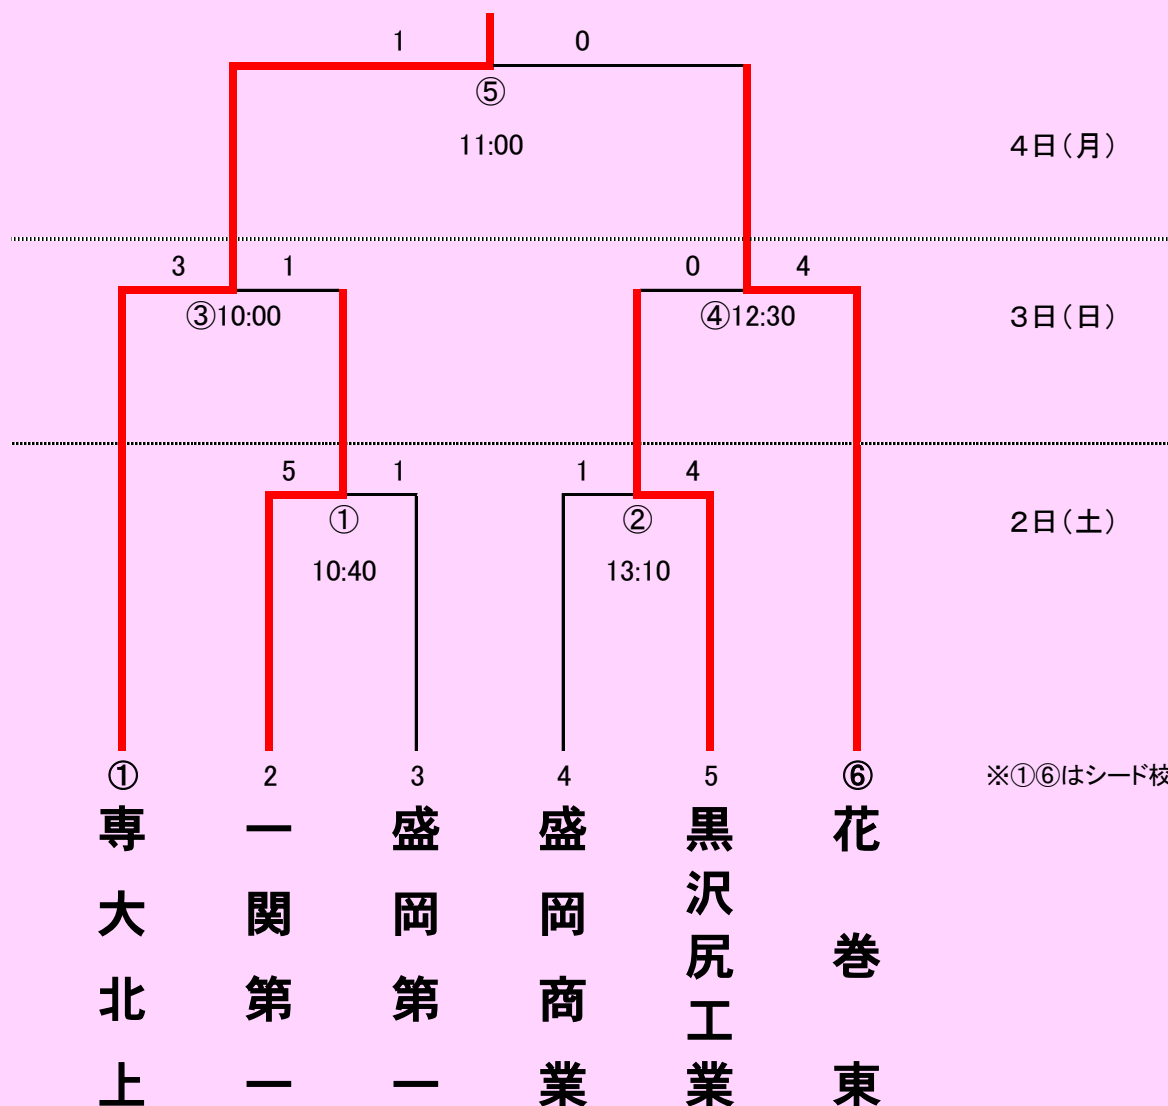 1 0
⑤
11:00 4日(月)
3 1 0 4
③10:00 ④12:30 3日(日)
5 1 1 4
① ② 2日(土)
10:40 13:10
① 2 3 4 5 ⑥ ※①⑥はシード校
専大北上
一関第一
盛岡第一
盛岡商業
黒沢尻工業
花巻東